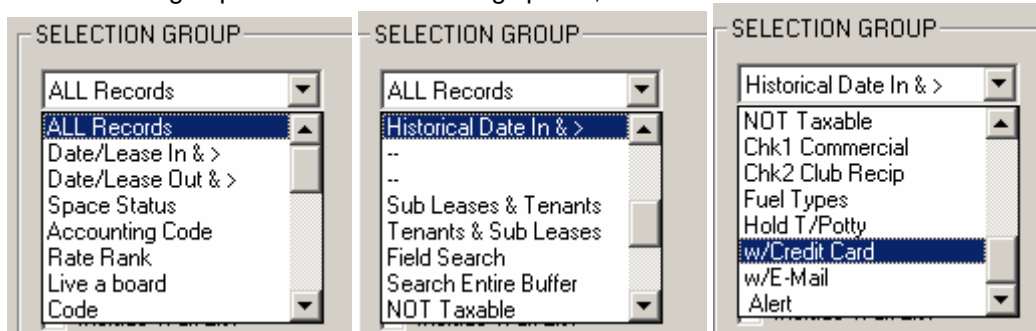 SELECTION GROUP
ALL Records
ALL Records
Date/Lease In & >
Date/Lease Out & >
Space Status
Accounting Code
Rate Rank
Live a board
Code
SELECTION GROUP
ALL Records
Historical Date In & >
--
--
Sub Leases & Tenants
Tenants & Sub Leases
Field Search
Search Entire Buffer
NOT Taxable
SELECTION GROUP
Historical Date In & >
NOT Taxable
Chk1 Commercial
Chk2 Club Recip
Fuel Types
Hold T/Potty
w/Credit Card
w/E-Mail
Alert